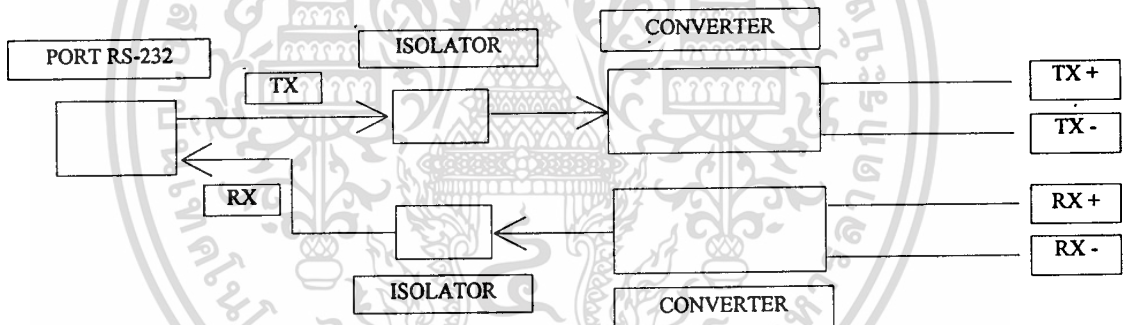 CONVERTER
ISOLATOR
PORT RS-232
TX
TX +
TX -
RX
RX +
RX -
ISOLATOR
CONVERTER